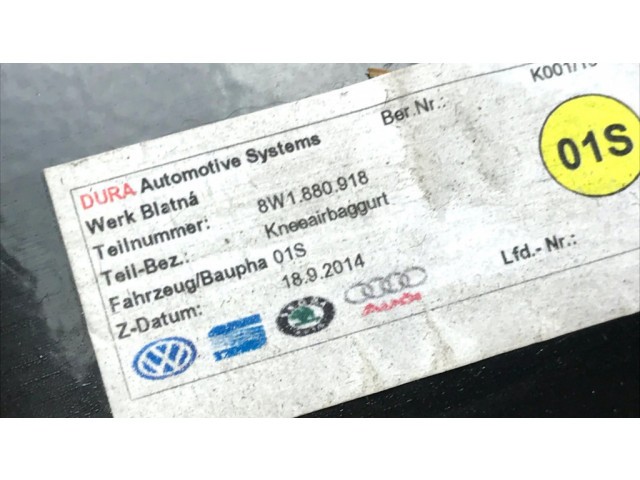 DURA Automotive Systems
Ber.Nr.:
K001/
Werk Blatná
Teilnummer: 8W1.880.918
Teil-Bez.: Kneeairbaggurt
Fahrzeug/Baupha 01S
Z-Datum: 18.9.2014
Lfd.- Nr.:
01S
Audi